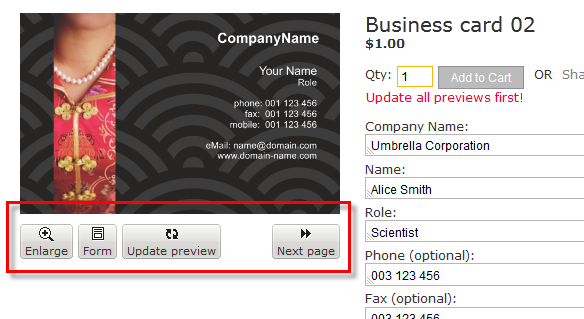 CompanyName
Your Name
Role
phone: 001 123 456
fax: 001 123 456
mobile: 001 123 456
eMail: name@domain.com
www.domain-name.com
Enlarge
Form
Update preview
Next page
Business card 02
$1.00
Qty: 1 Add to Cart OR Sha
Update all previews first!
Company Name:
Umbrella Corporation
Name:
Alice Smith
Role:
Scientist
Phone (optional):
003 123 456
Fax (optional):
003 123 456